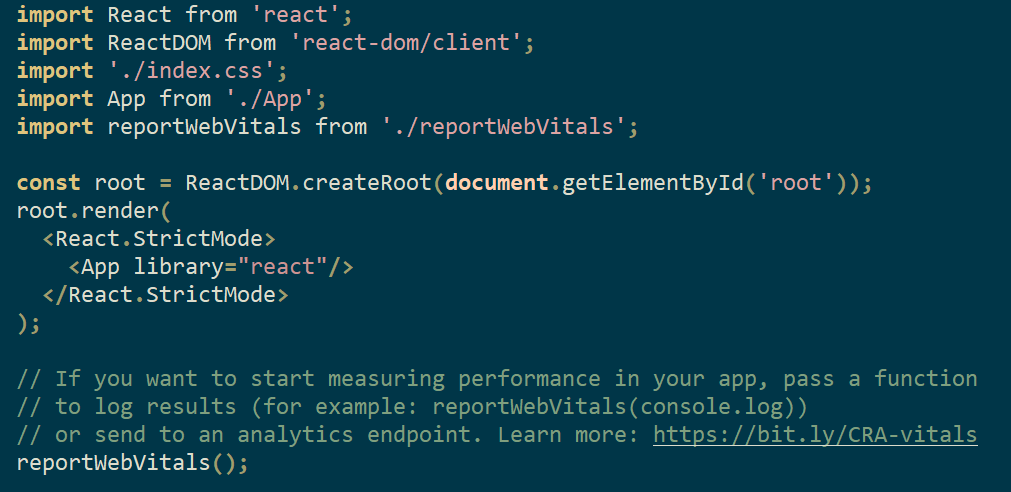 import React from 'react';
import ReactDOM from 'react-dom/client';
import './index.css';
import App from './App';
import reportWebVitals from './reportWebVitals';

const root = ReactDOM.createRoot(document.getElementById('root'));
root.render(
  <React.StrictMode>
    <App library="react"/>
  </React.StrictMode>
);

// If you want to start measuring performance in your app, pass a function
// to log results (for example: reportWebVitals(console.log))
// or send to an analytics endpoint. Learn more: https://bit.ly/CRA-vitals
reportWebVitals();